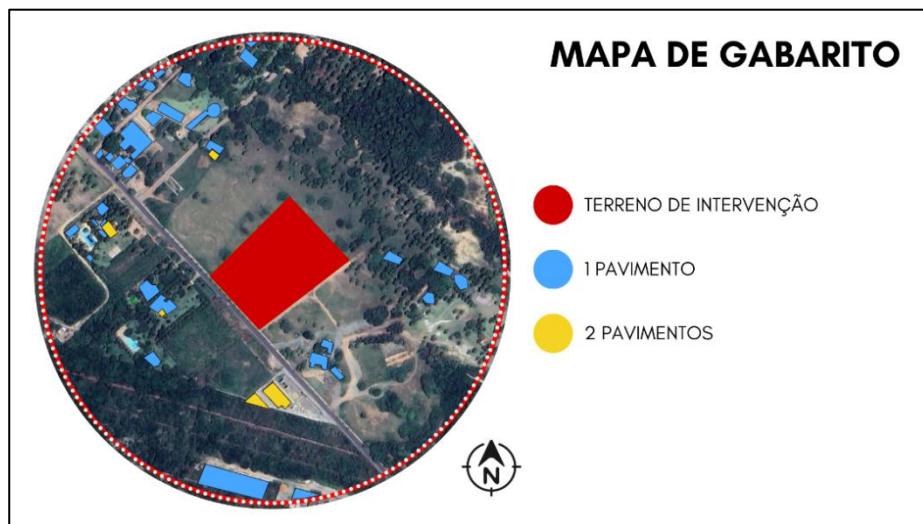 MAPA DE GABARITO
TERRENO DE INTERVENÇÃO
1 PAVIMENTO
2 PAVIMENTOS
N